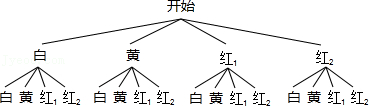 开始
白 黄 红₁ 红₂
白 黄 红₁ 红₂ 白 黄 红₁ 红₂ 白 黄 红₁ 红₂ 白 黄 红₁ 红₂